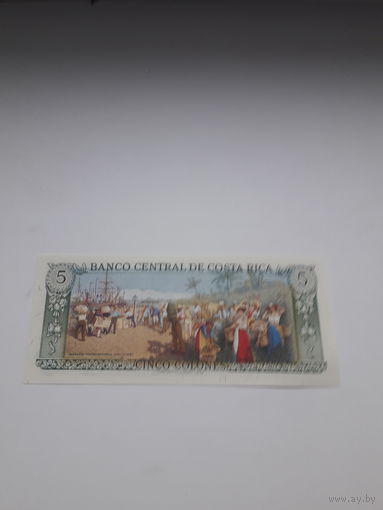 BANCO CENTRAL DE COSTA RICA
5 5
CINCO COLONES
www.ay.by